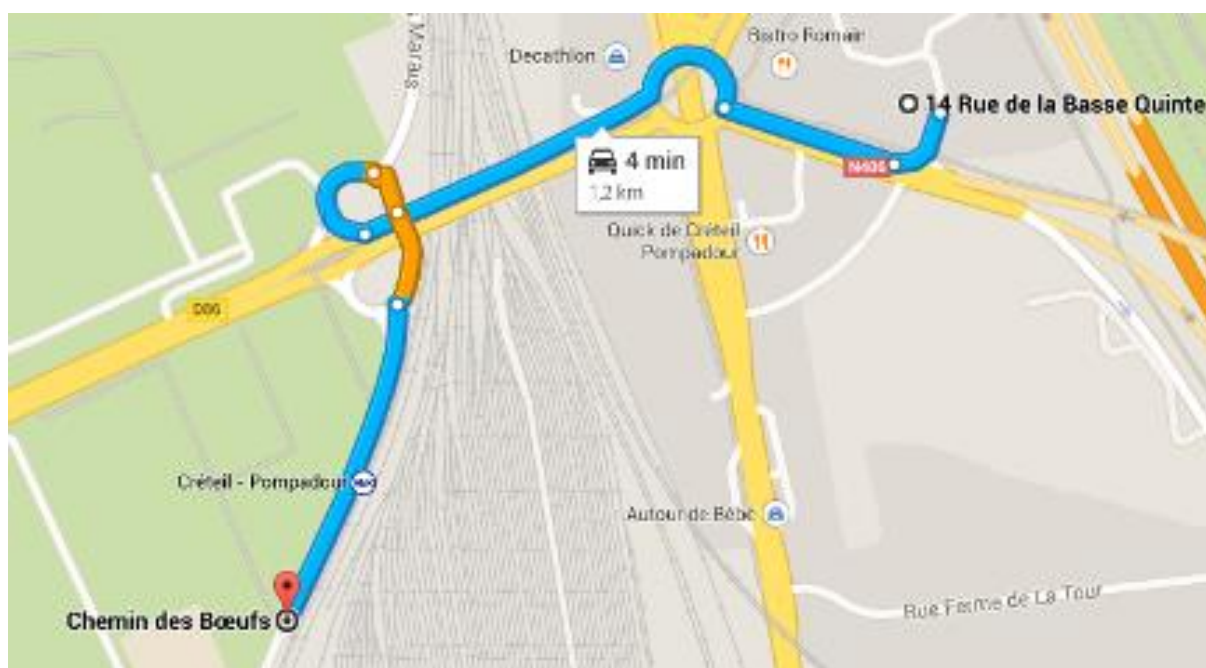 Marais
Decathlon
Bistro Romain
14 Rue de la Basse Quinte
4 min
1,2 km
Quick de Créteil
Pompadour
D86
Créteil - Pompadour
Autour de Bébé
Chemin des Bœufs
Rue Ferme de La Tour